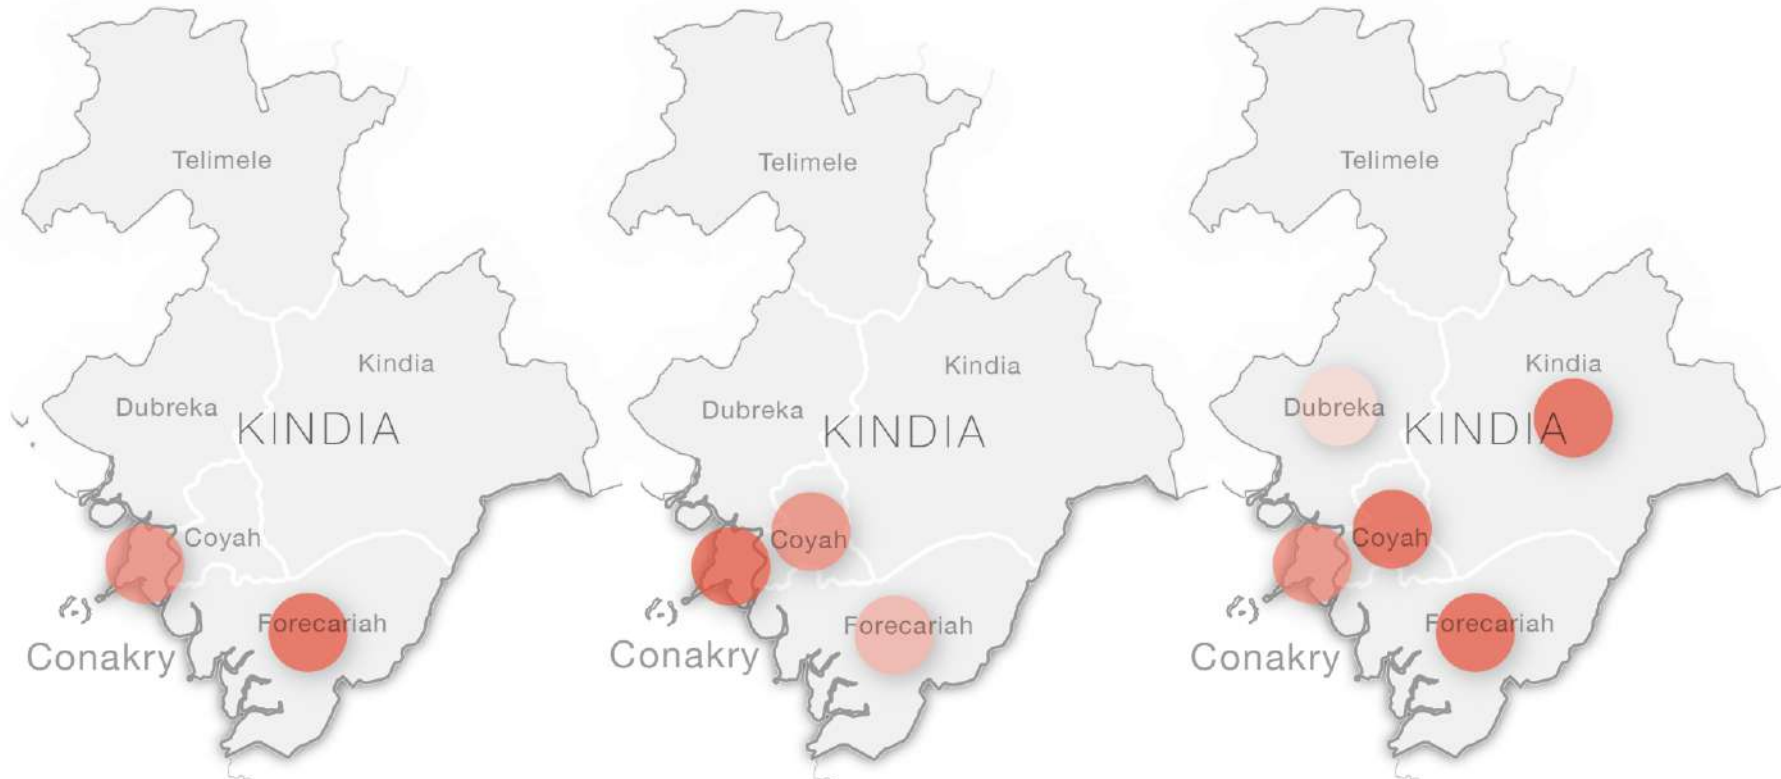 Telimele
Kindia
Dubreka
KINDIA
Coyah
Forecariah
Conakry
Telimele
Kindia
Dubreka
KINDIA
Coyah
Forecariah
Conakry
Telimele
Kindia
Dubreka
KINDIA
Coyah
Forecariah
Conakry